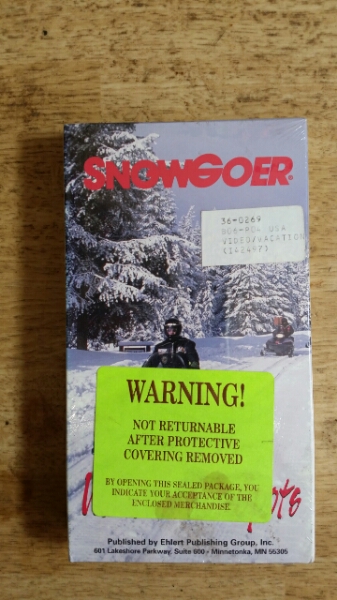 SNOWGOER®
36-0269
VIDEO/VACATION
WARNING!
NOT RETURNABLE
AFTER PROTECTIVE
COVERING REMOVED
BY OPENING THIS SEALED PACKAGE, YOU
INDICATE YOUR ACCEPTANCE OF THE
ENCLOSED MERCHANDISE.
Published by Ehlert Publishing Group, Inc.
601 Lakeshore Parkway, Suite 600 • Minnetonka, MN 55305